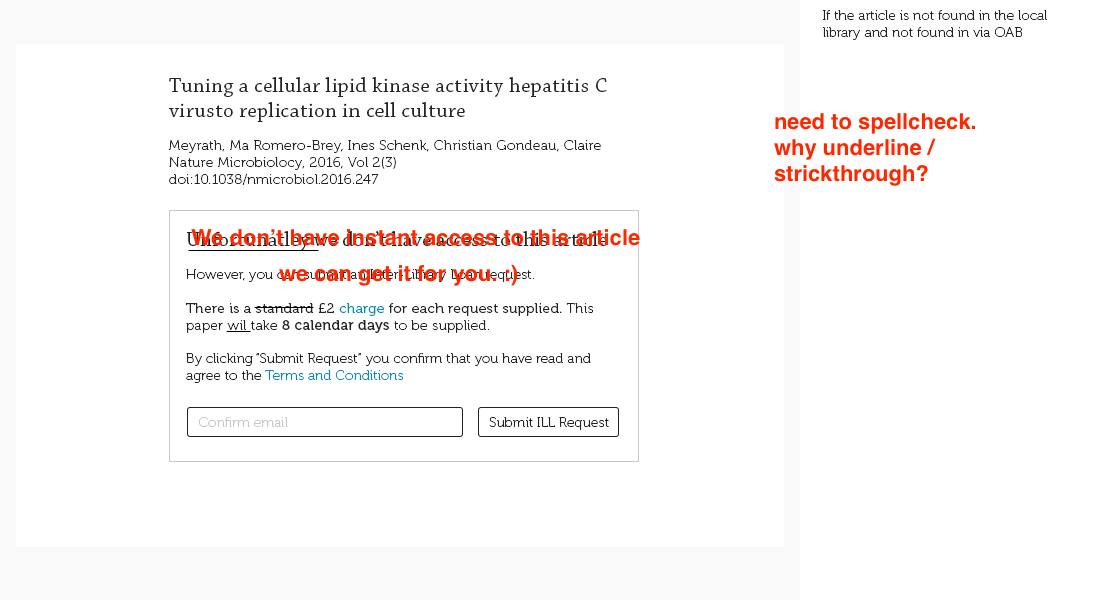 If the article is not found in the local
library and not found in via OAB
Tuning a cellular lipid kinase activity hepatitis C
virusto replication in cell culture
need to spellcheck.
why underline /
strickthrough?
Meyrath, Ma Romero-Brey, Ines Schenk, Christian Gondeau, Claire
Nature Microbiolocy, 2016, Vol 2(3)
doi:10.1038/nmicrobiol.2016.247
We don't have instant access to this article
Unfortunatley we don't have access to this article
we can get it for you. :)
However, you can submit an Inter-Library Loan request.
There is a standard £2 charge for each request supplied. This
paper wil take 8 calendar days to be supplied.
By clicking "Submit Request" you confirm that you have read and
agree to the Terms and Conditions
Confirm email
Submit ILL Request